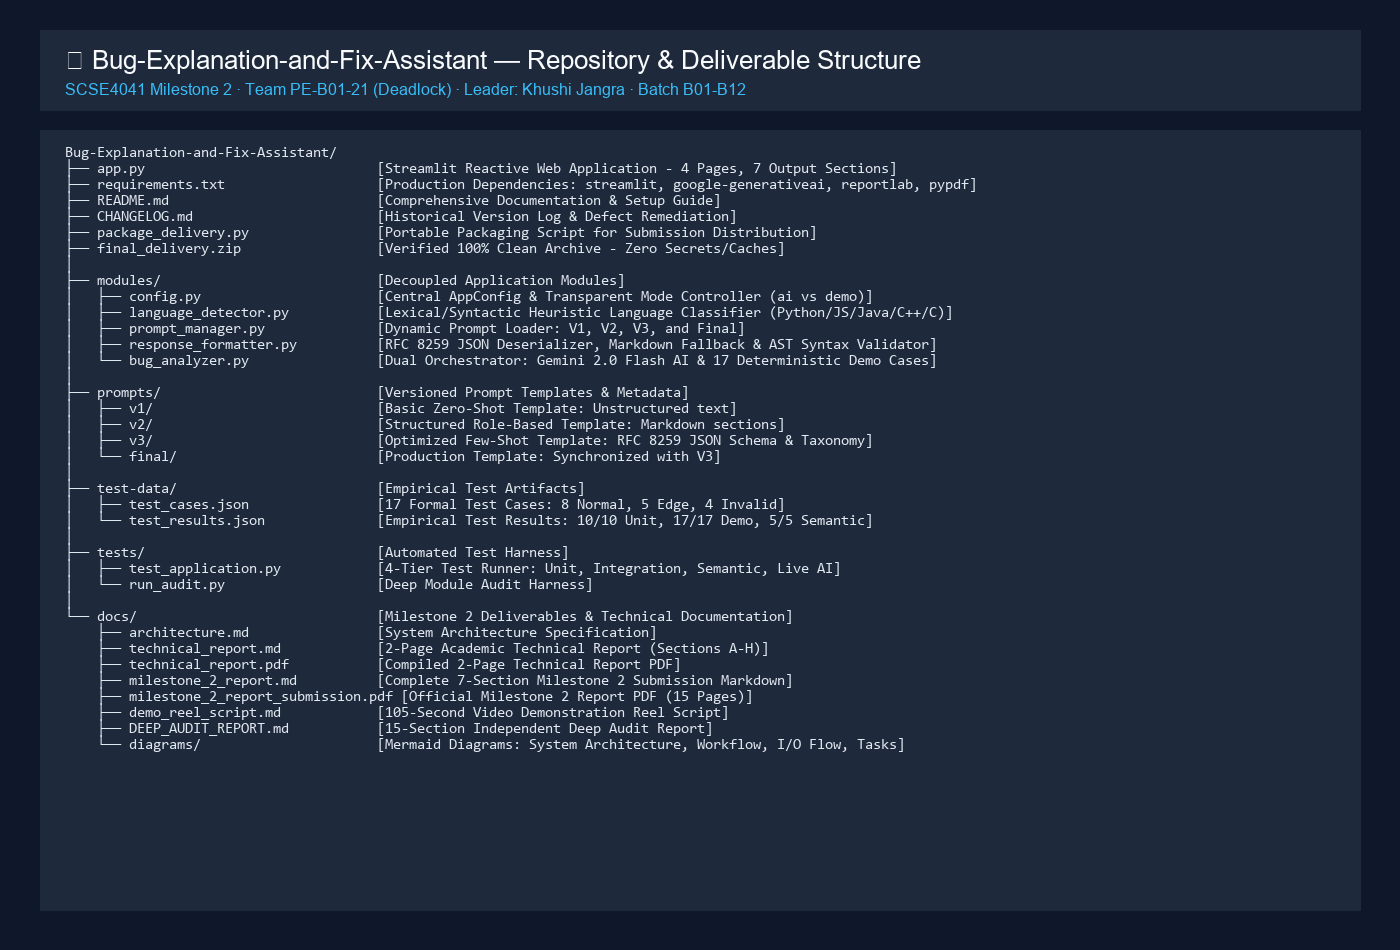 Bug-Explanation-and-Fix-Assistant — Repository & Deliverable Structure
SCSE4041 Milestone 2 · Team PE-B01-21 (Deadlock) · Leader: Khushi Jangra · Batch B01-B12
Bug-Explanation-and-Fix-Assistant/
├── app.py [Streamlit Reactive Web Application - 4 Pages, 7 Output Sections]
├── requirements.txt [Production Dependencies: streamlit, google-generativeai, reportlab, pypdf]
├── README.md [Comprehensive Documentation & Setup Guide]
├── CHANGELOG.md [Historical Version Log & Defect Remediation]
├── package_delivery.py [Portable Packaging Script for Submission Distribution]
├── final_delivery.zip [Verified 100% Clean Archive - Zero Secrets/Caches]
│
├── modules/ [Decoupled Application Modules]
│   ├── config.py [Central AppConfig & Transparent Mode Controller (ai vs demo)]
│   ├── language_detector.py [Lexical/Syntactic Heuristic Language Classifier (Python/JS/Java/C++/C)]
│   ├── prompt_manager.py [Dynamic Prompt Loader: V1, V2, V3, and Final]
│   ├── response_formatter.py [RFC 8259 JSON Deserializer, Markdown Fallback & AST Syntax Validator]
│   └── bug_analyzer.py [Dual Orchestrator: Gemini 2.0 Flash AI & 17 Deterministic Demo Cases]
│
├── prompts/ [Versioned Prompt Templates & Metadata]
│   ├── v1/ [Basic Zero-Shot Template: Unstructured text]
│   ├── v2/ [Structured Role-Based Template: Markdown sections]
│   ├── v3/ [Optimized Few-Shot Template: RFC 8259 JSON Schema & Taxonomy]
│   └── final/ [Production Template: Synchronized with V3]
│
├── test-data/ [Empirical Test Artifacts]
│   ├── test_cases.json [17 Formal Test Cases: 8 Normal, 5 Edge, 4 Invalid]
│   └── test_results.json [Empirical Test Results: 10/10 Unit, 17/17 Demo, 5/5 Semantic]
│
├── tests/ [Automated Test Harness]
│   ├── test_application.py [4-Tier Test Runner: Unit, Integration, Semantic, Live AI]
│   └── run_audit.py [Deep Module Audit Harness]
│
└── docs/ [Milestone 2 Deliverables & Technical Documentation]
    ├── architecture.md [System Architecture Specification]
    ├── technical_report.md [2-Page Academic Technical Report (Sections A-H)]
    ├── technical_report.pdf [Compiled 2-Page Technical Report PDF]
    ├── milestone_2_report.md [Complete 7-Section Milestone 2 Submission Markdown]
    ├── milestone_2_report_submission.pdf [Official Milestone 2 Report PDF (15 Pages)]
    ├── demo_reel_script.md [105-Second Video Demonstration Reel Script]
    ├── DEEP_AUDIT_REPORT.md [15-Section Independent Deep Audit Report]
    └── diagrams/ [Mermaid Diagrams: System Architecture, Workflow, I/O Flow, Tasks]